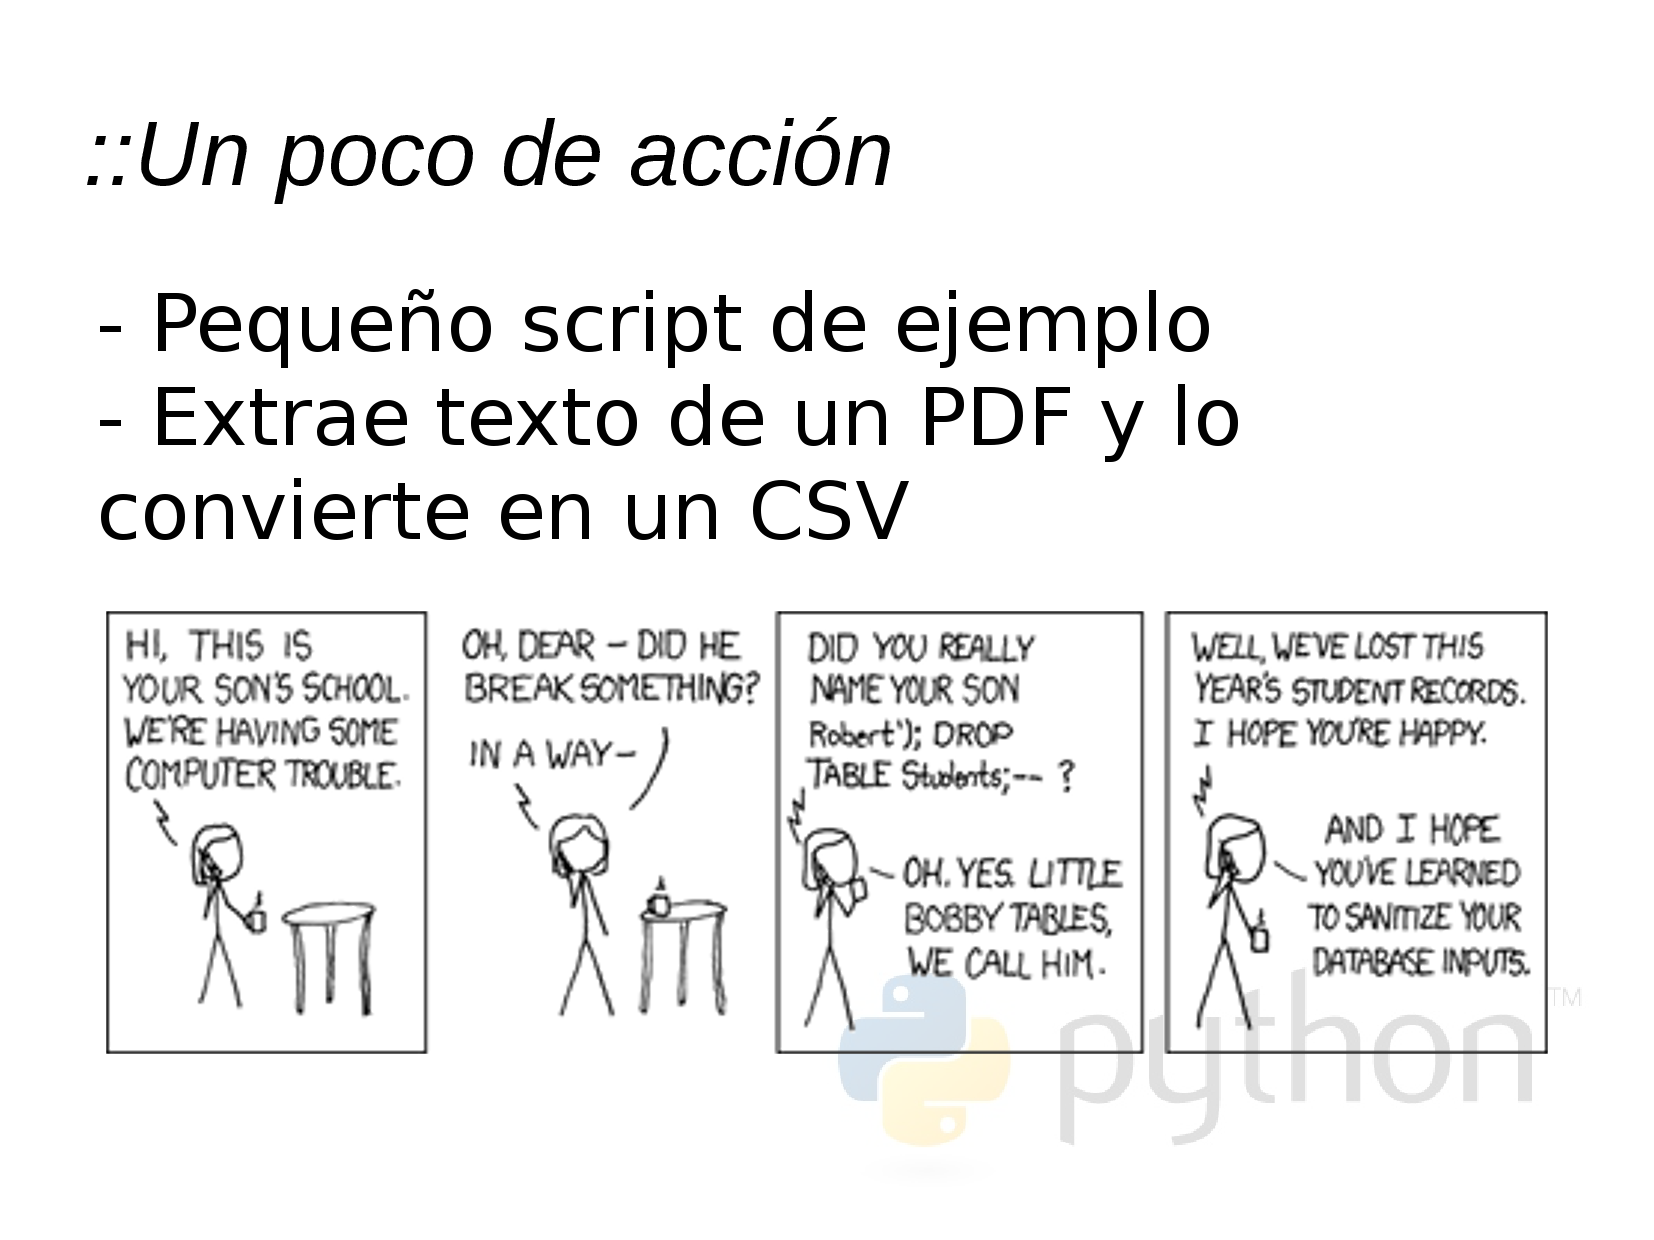 ::Un poco de acción
- Pequeño script de ejemplo
- Extrae texto de un PDF y lo
convierte en un CSV
HI, THIS IS
YOUR SON'S SCHOOL.
WE'RE HAVING SOME
COMPUTER TROUBLE.
OH, DEAR – DID HE
BREAK SOMETHING?
IN A WAY–
DID YOU REALLY
NAME YOUR SON
Robert'); DROP
TABLE Students;-- ?
OH. YES. LITTLE
BOBBY TABLES,
WE CALL HIM.
WELL, WE'VE LOST THIS
YEAR'S STUDENT RECORDS.
I HOPE YOU'RE HAPPY.
AND I HOPE
YOU'VE LEARNED
TO SANITIZE YOUR
DATABASE INPUTS.
python™